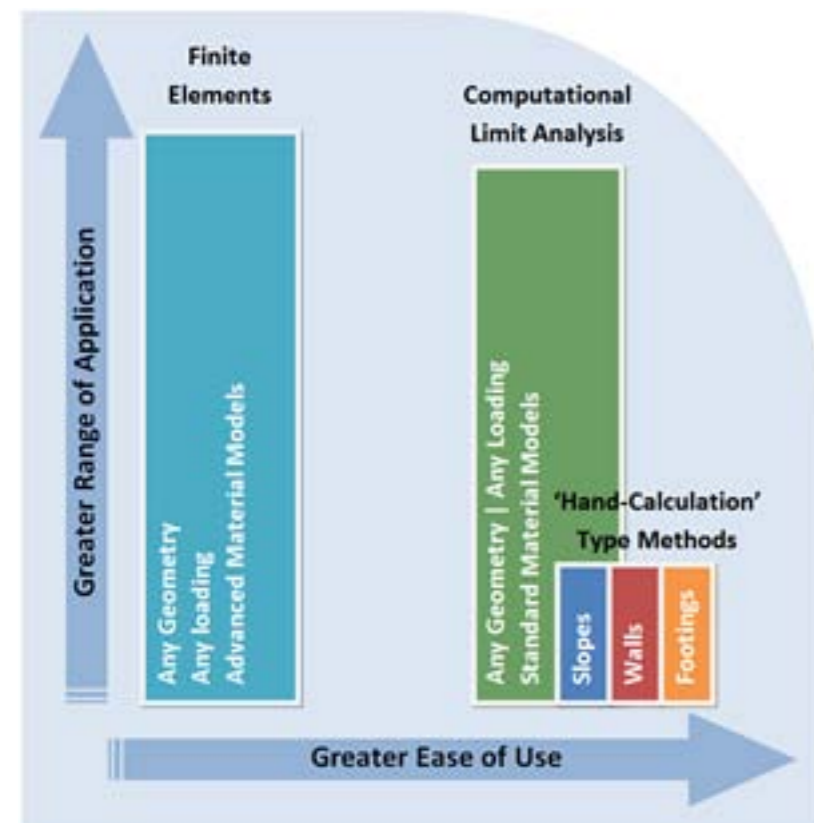 Finite
Elements
Computational
Limit Analysis
Greater Range of Application
Any Geometry
Any loading
Advanced Material Models
Any Geometry | Any Loading
Standard Material Models
‘Hand-Calculation’
Type Methods
Slopes
Walls
Footings
Greater Ease of Use